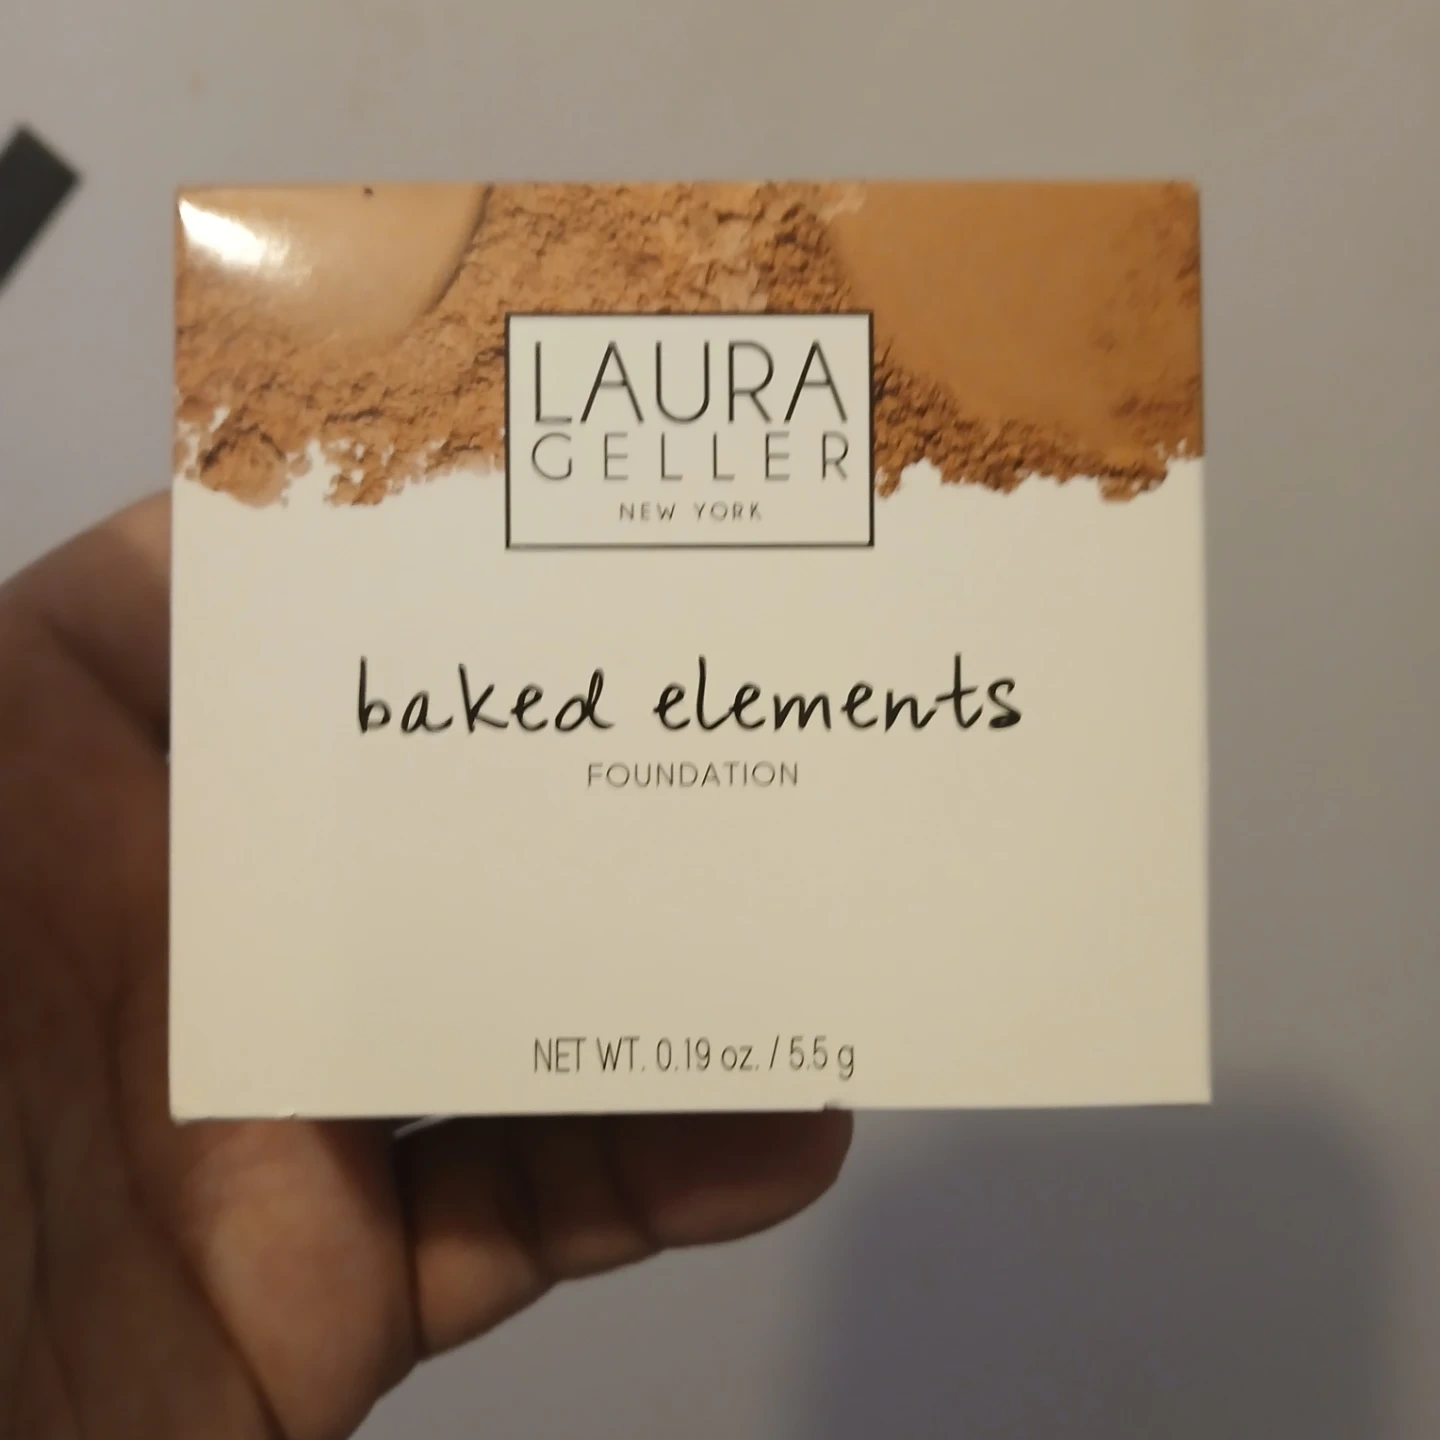 LAURA
GELLER
NEW YORK
baked elements
FOUNDATION
NET WT. 0.19 oz. / 5.5 g